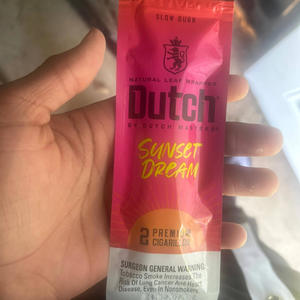 SLOW BURN
NATURAL LEAF WRAPPED
Dutch
BY DUTCH MASTERS
SUNSET
DREAM
2 PREMIUM
CIGARILLOS
SURGEON GENERAL WARNING:
Tobacco Smoke Increases The
Risk Of Lung Cancer And Heart
Disease, Even In Nonsmokers.